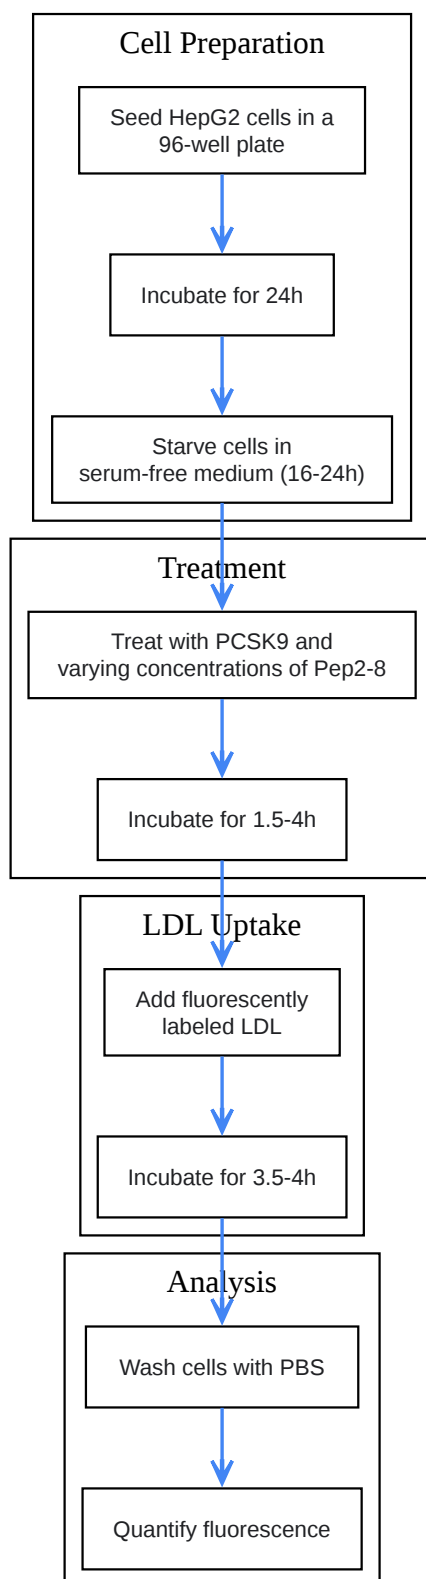 Cell Preparation
Seed HepG2 cells in a
96-well plate
Incubate for 24h
Starve cells in
serum-free medium (16-24h)
Treatment
Treat with PCSK9 and
varying concentrations of Pep2-8
Incubate for 1.5-4h
LDL Uptake
Add fluorescently
labeled LDL
Incubate for 3.5-4h
Analysis
Wash cells with PBS
Quantify fluorescence